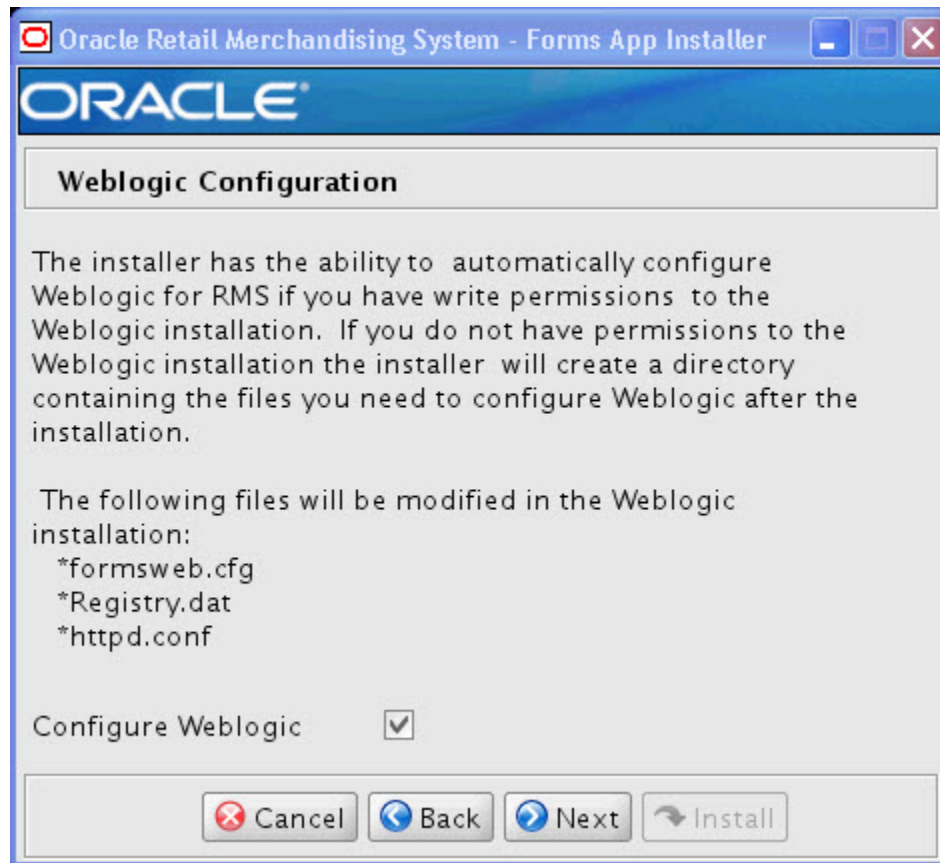 Oracle Retail Merchandising System - Forms App Installer
ORACLE®
Weblogic Configuration
The installer has the ability to  automatically configure
Weblogic for RMS if you have write permissions  to the
Weblogic installation.  If you do not have permissions to the
Weblogic installation the installer  will create a directory
containing the files you need to configure Weblogic after the
installation.
The following files will be modified in the Weblogic
installation:
*formsweb.cfg
*Registry.dat
*httpd.conf
Configure Weblogic
Cancel Back Next Install